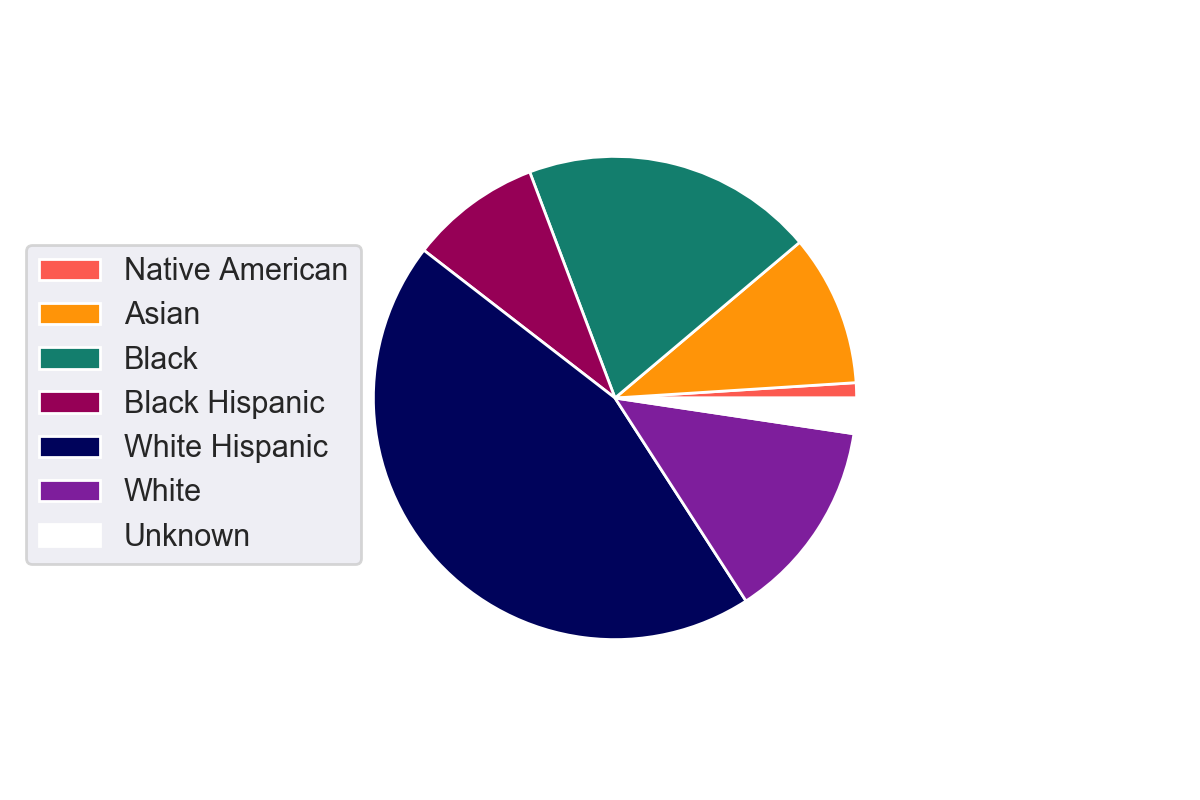 Native American
Asian
Black
Black Hispanic
White Hispanic
White
Unknown